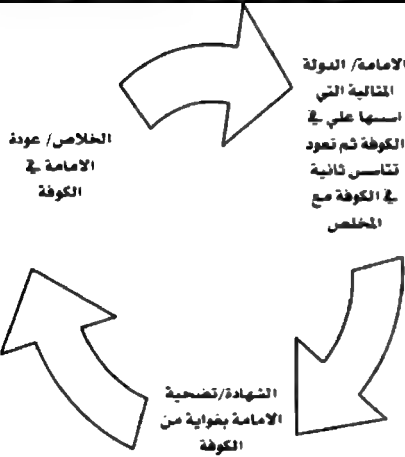 الامامة/ الدولة
المثالية التي
اسسها علي في
الكوفة ثم تعود
تتاسس ثانية
في الكوفة مع
المخلص
الشهادة/تضحية
الامامة بغواية من
الكوفة
الخلاص/ عودة
الامامة في
الكوفة